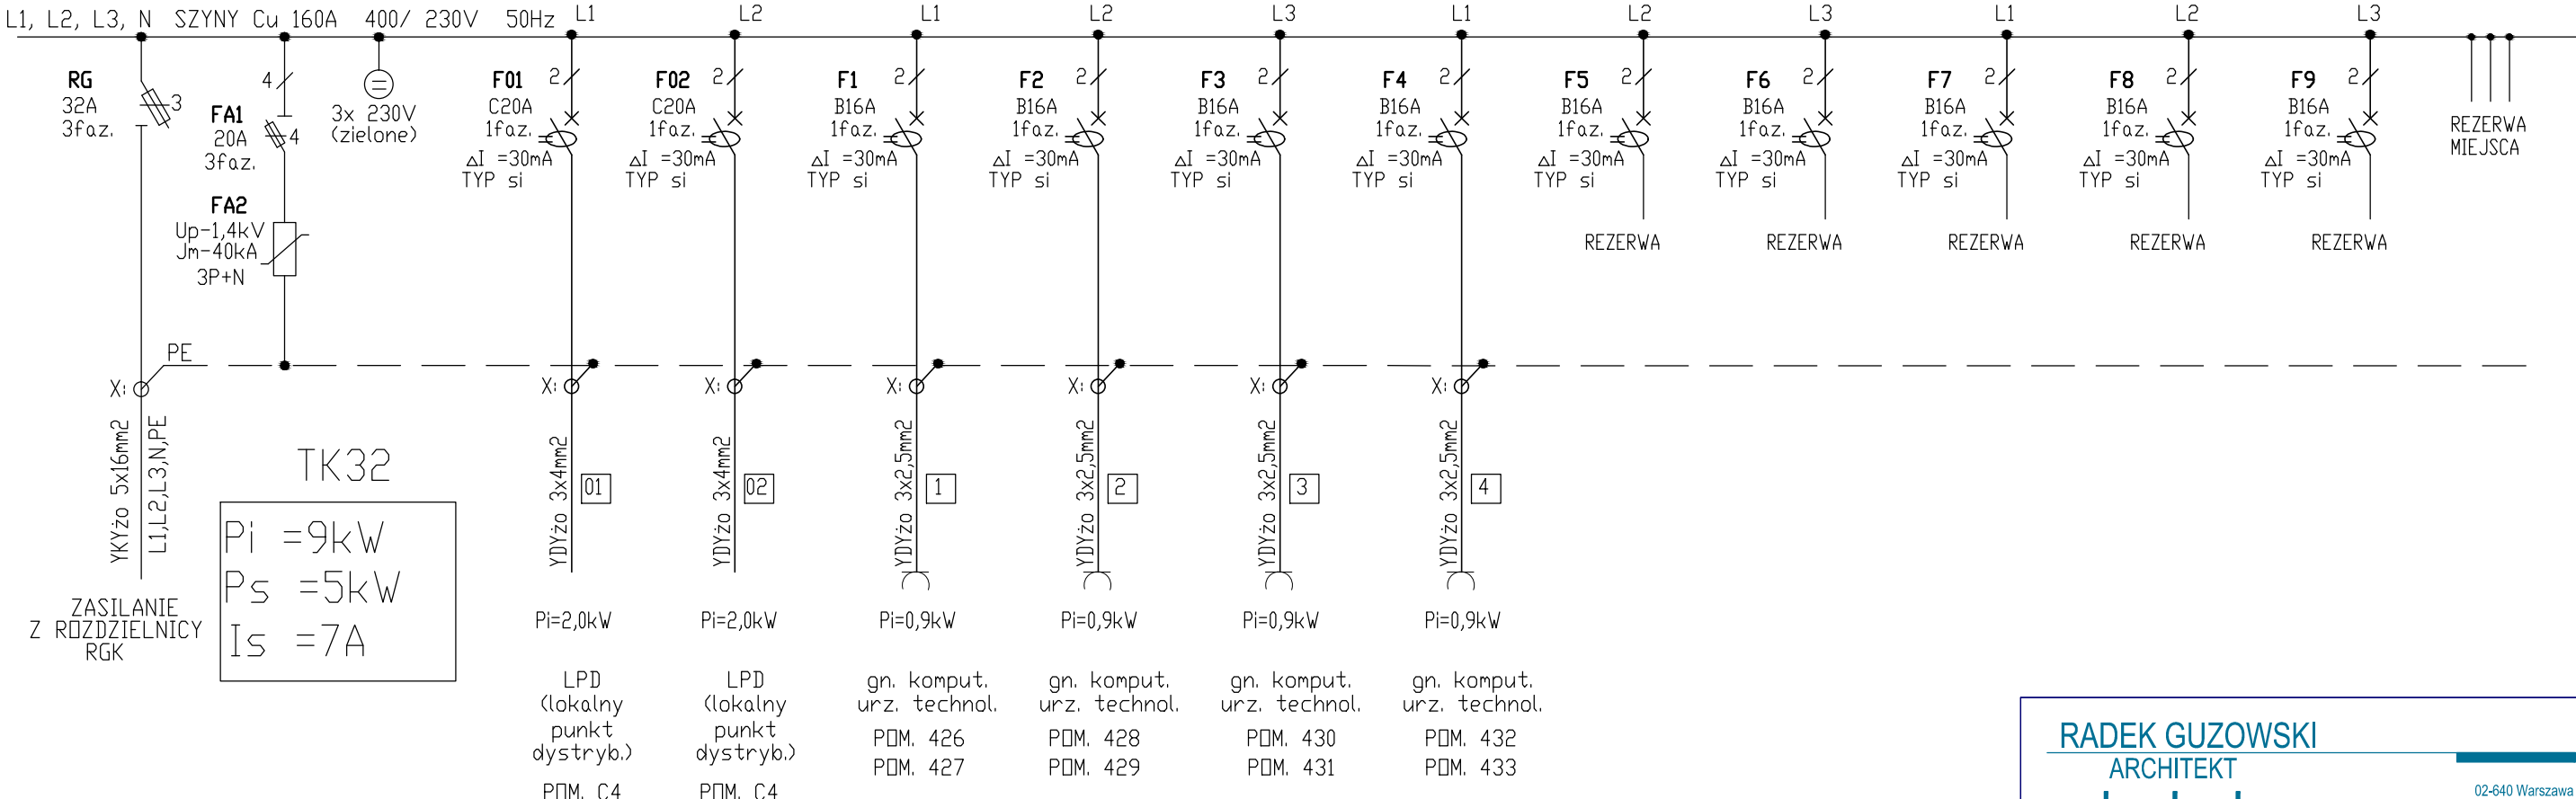 L1, L2, L3, N SZYNY Cu 160A 400/ 230V 50Hz
L1
L2
L1
L2
L3
L1
L2
L3
L1
L2
L3
RG
32A
3faz.
3
4
FA1
20A
3faz.
4
FA2
Up-1,4kV
Jm-40kA
3P+N
3x 230V
(zielone)
F01
2
C20A
1faz.
ΔI =30mA
TYP si
F02
2
C20A
1faz.
ΔI =30mA
TYP si
F1
2
B16A
1faz.
ΔI =30mA
TYP si
F2
2
B16A
1faz.
ΔI =30mA
TYP si
F3
2
B16A
1faz.
ΔI =30mA
TYP si
F4
2
B16A
1faz.
ΔI =30mA
TYP si
F5
2
B16A
1faz.
ΔI =30mA
TYP si
REZERWA
F6
2
B16A
1faz.
ΔI =30mA
TYP si
REZERWA
F7
2
B16A
1faz.
ΔI =30mA
TYP si
REZERWA
F8
2
B16A
1faz.
ΔI =30mA
TYP si
REZERWA
F9
2
B16A
1faz.
ΔI =30mA
TYP si
REZERWA
REZERWA
MIEJSCA
PE
X:
X:
X:
X:
X:
X:
X:
YKYżo 5x16mm2
L1,L2,L3,N,PE
ZASILANIE
Z ROZDZIELNICY
RGK
TK32
Pi =9kW
Ps =5kW
Is =7A
YDYżo 3x4mm2
01
Pi=2,0kW
LPD
(lokalny
punkt
dystryb.)
POM. C4
YDYżo 3x4mm2
02
Pi=2,0kW
LPD
(lokalny
punkt
dystryb.)
POM. C4
YDYżo 3x2,5mm2
1
Pi=0,9kW
gn. komput.
urz. technol.
POM. 426
POM. 427
YDYżo 3x2,5mm2
2
Pi=0,9kW
gn. komput.
urz. technol.
POM. 428
POM. 429
YDYżo 3x2,5mm2
3
Pi=0,9kW
gn. komput.
urz. technol.
POM. 430
POM. 431
YDYżo 3x2,5mm2
4
Pi=0,9kW
gn. komput.
urz. technol.
POM. 432
POM. 433
RADEK GUZOWSKI
ARCHITEKT
02-640 Warszawa